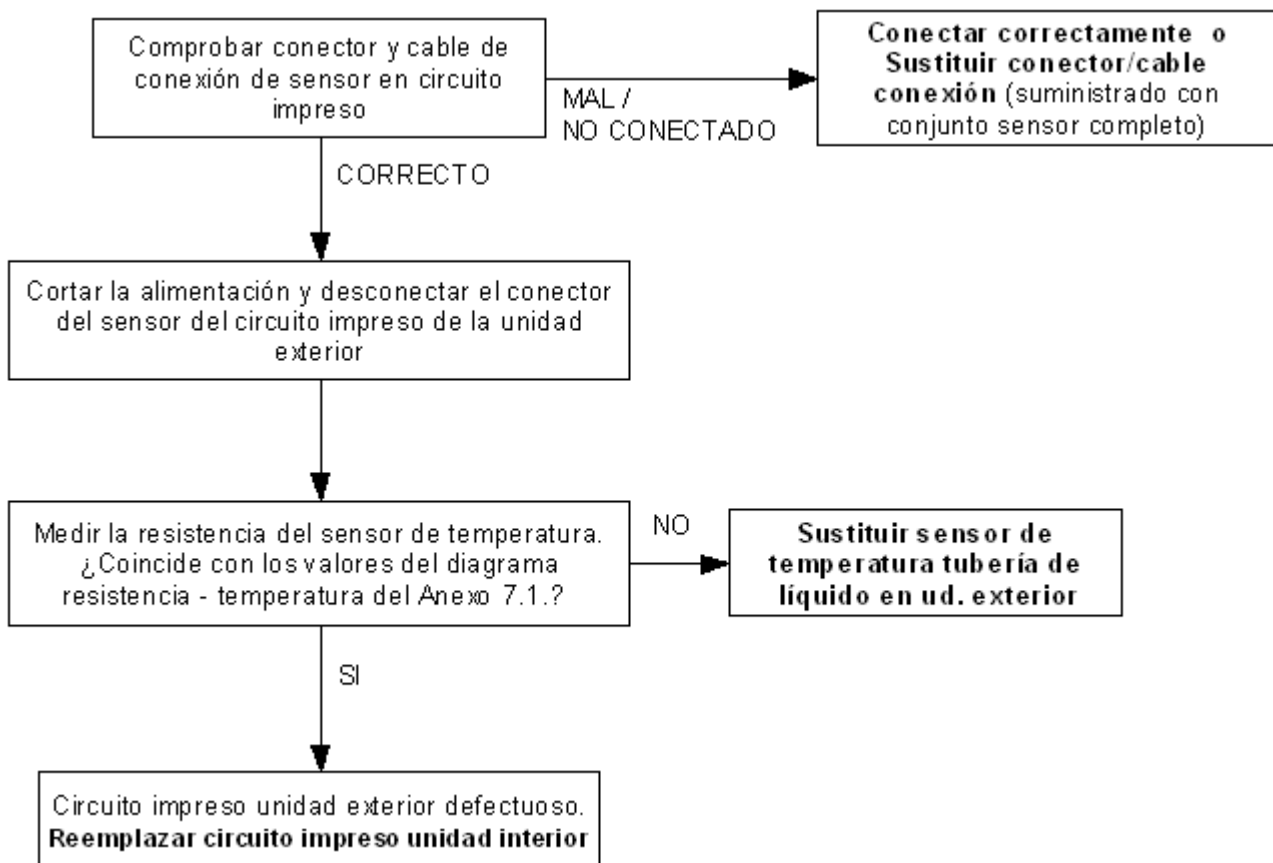 Comprobar conector y cable de
conexión de sensor en circuito
impreso
MAL /
NO CONECTADO
Conectar correctamente o
Sustituir conector/cable
conexión (suministrado con
conjunto sensor completo)
CORRECTO
Cortar la alimentación y desconectar el conector
del sensor del circuito impreso de la unidad
exterior
Medir la resistencia del sensor de temperatura.
¿Coincide con los valores del diagrama
resistencia - temperatura del Anexo 7.1.?
NO
Sustituir sensor de
temperatura tubería de
líquido en ud. exterior
SI
Circuito impreso unidad exterior defectuoso.
Reemplazar circuito impreso unidad interior